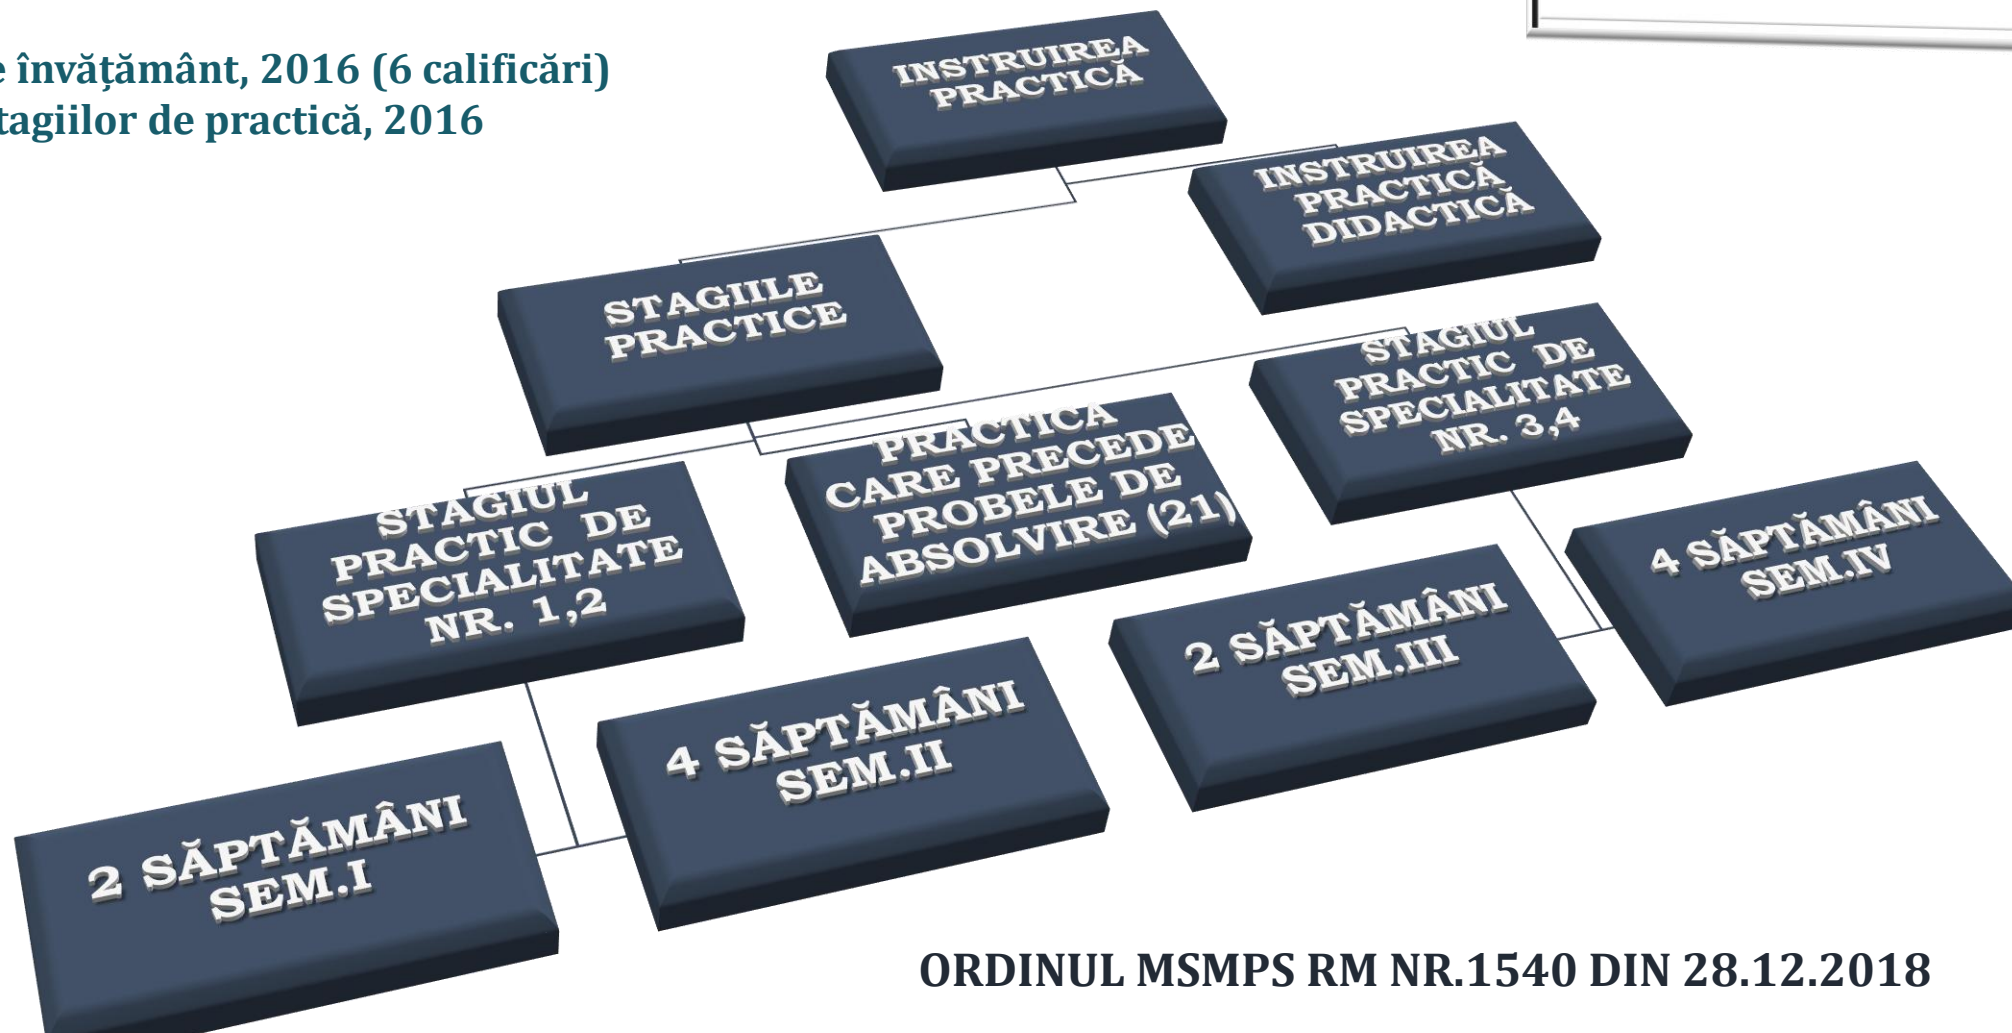 e învățământ, 2016 (6 calificări)
tagiilor de practică, 2016
INSTRUIREA
PRACTICĂ
INSTRUIREA
PRACTICĂ
DIDACTICĂ
STAGIILE
PRACTICE
STAGIUL
PRACTIC DE
SPECIALITATE
NR. 1,2
PRACTICA
CARE PRECEDE
PROBELE DE
ABSOLVIRE (21)
STAGIUL
PRACTIC DE
SPECIALITATE
NR. 3,4
2 SĂPTĂMÂNI
SEM.I
4 SĂPTĂMÂNI
SEM.II
2 SĂPTĂMÂNI
SEM.III
4 SĂPTĂMÂNI
SEM.IV
ORDINUL MSMPS RM NR.1540 DIN 28.12.2018